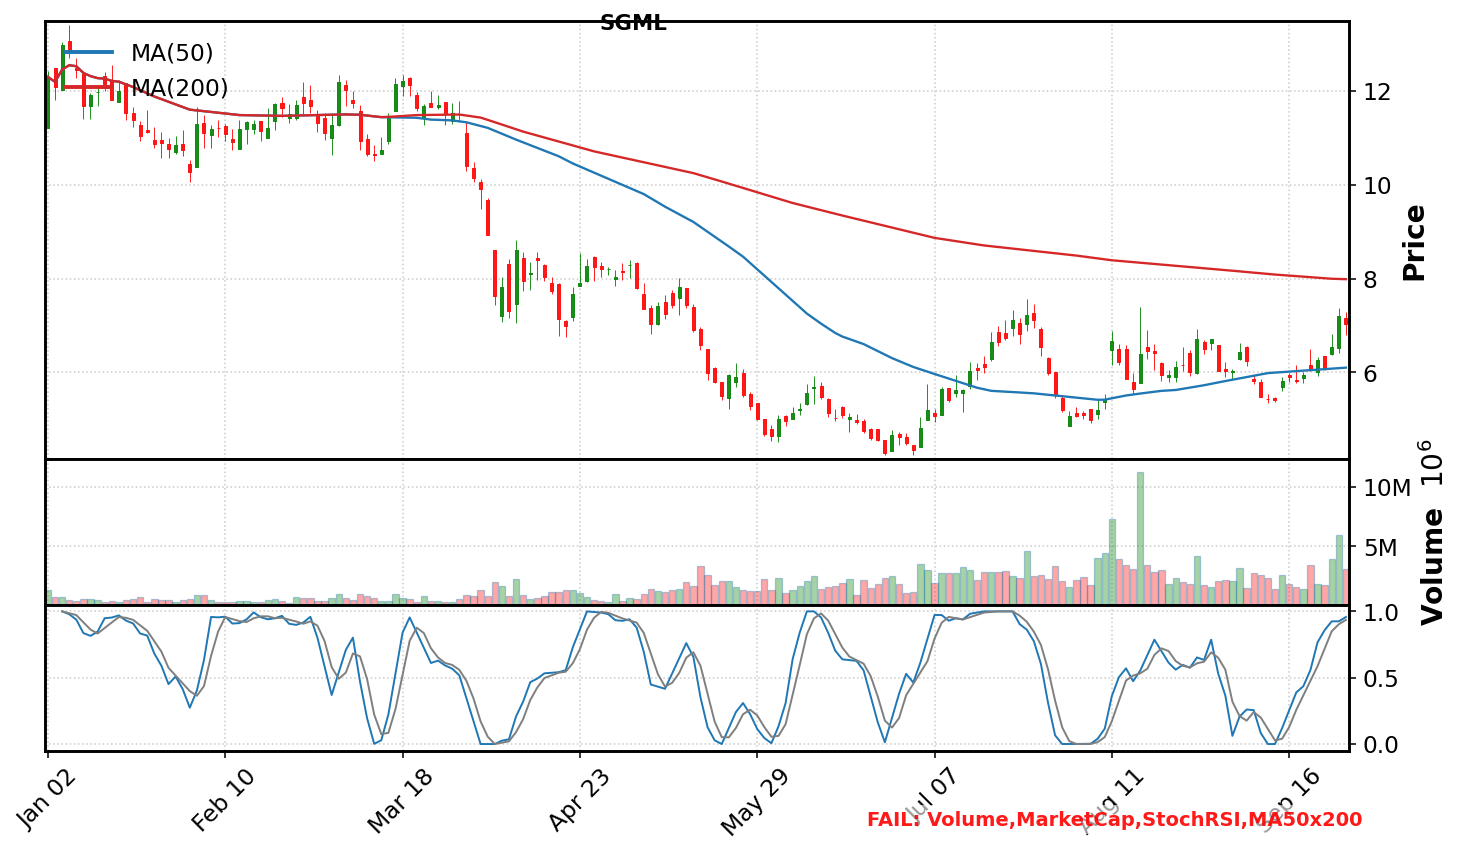 SGML
MA(50)
MA(200)
12
10
8
6
Price
10M
5M
Volume 10^6
1.0
0.5
0.0
Jan 02
Feb 10
Mar 18
Apr 23
May 29
Jul 07
Aug 11
Sep 16
FAIL: Volume,MarketCap,StochRSI,MA50x200